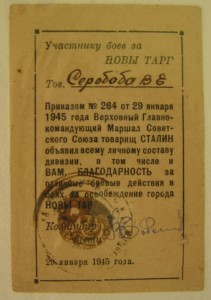 Участнику боев за
НОВЫ ТАРГ
Тов. Серобоба В Е
Приказом № 264 от 29 января
1945 года Верховный Главно-
командующий Маршал Совет-
ского Союза товарищ СТАЛИН
объявил всему личному составу
дивизии, в том числе и
ВАМ, БЛАГОДАРНОСТЬ за
отличные боевые действия в
боях за освобождение города
НОВЫ ТАРГ
Командир
части
29 января 1945 года.